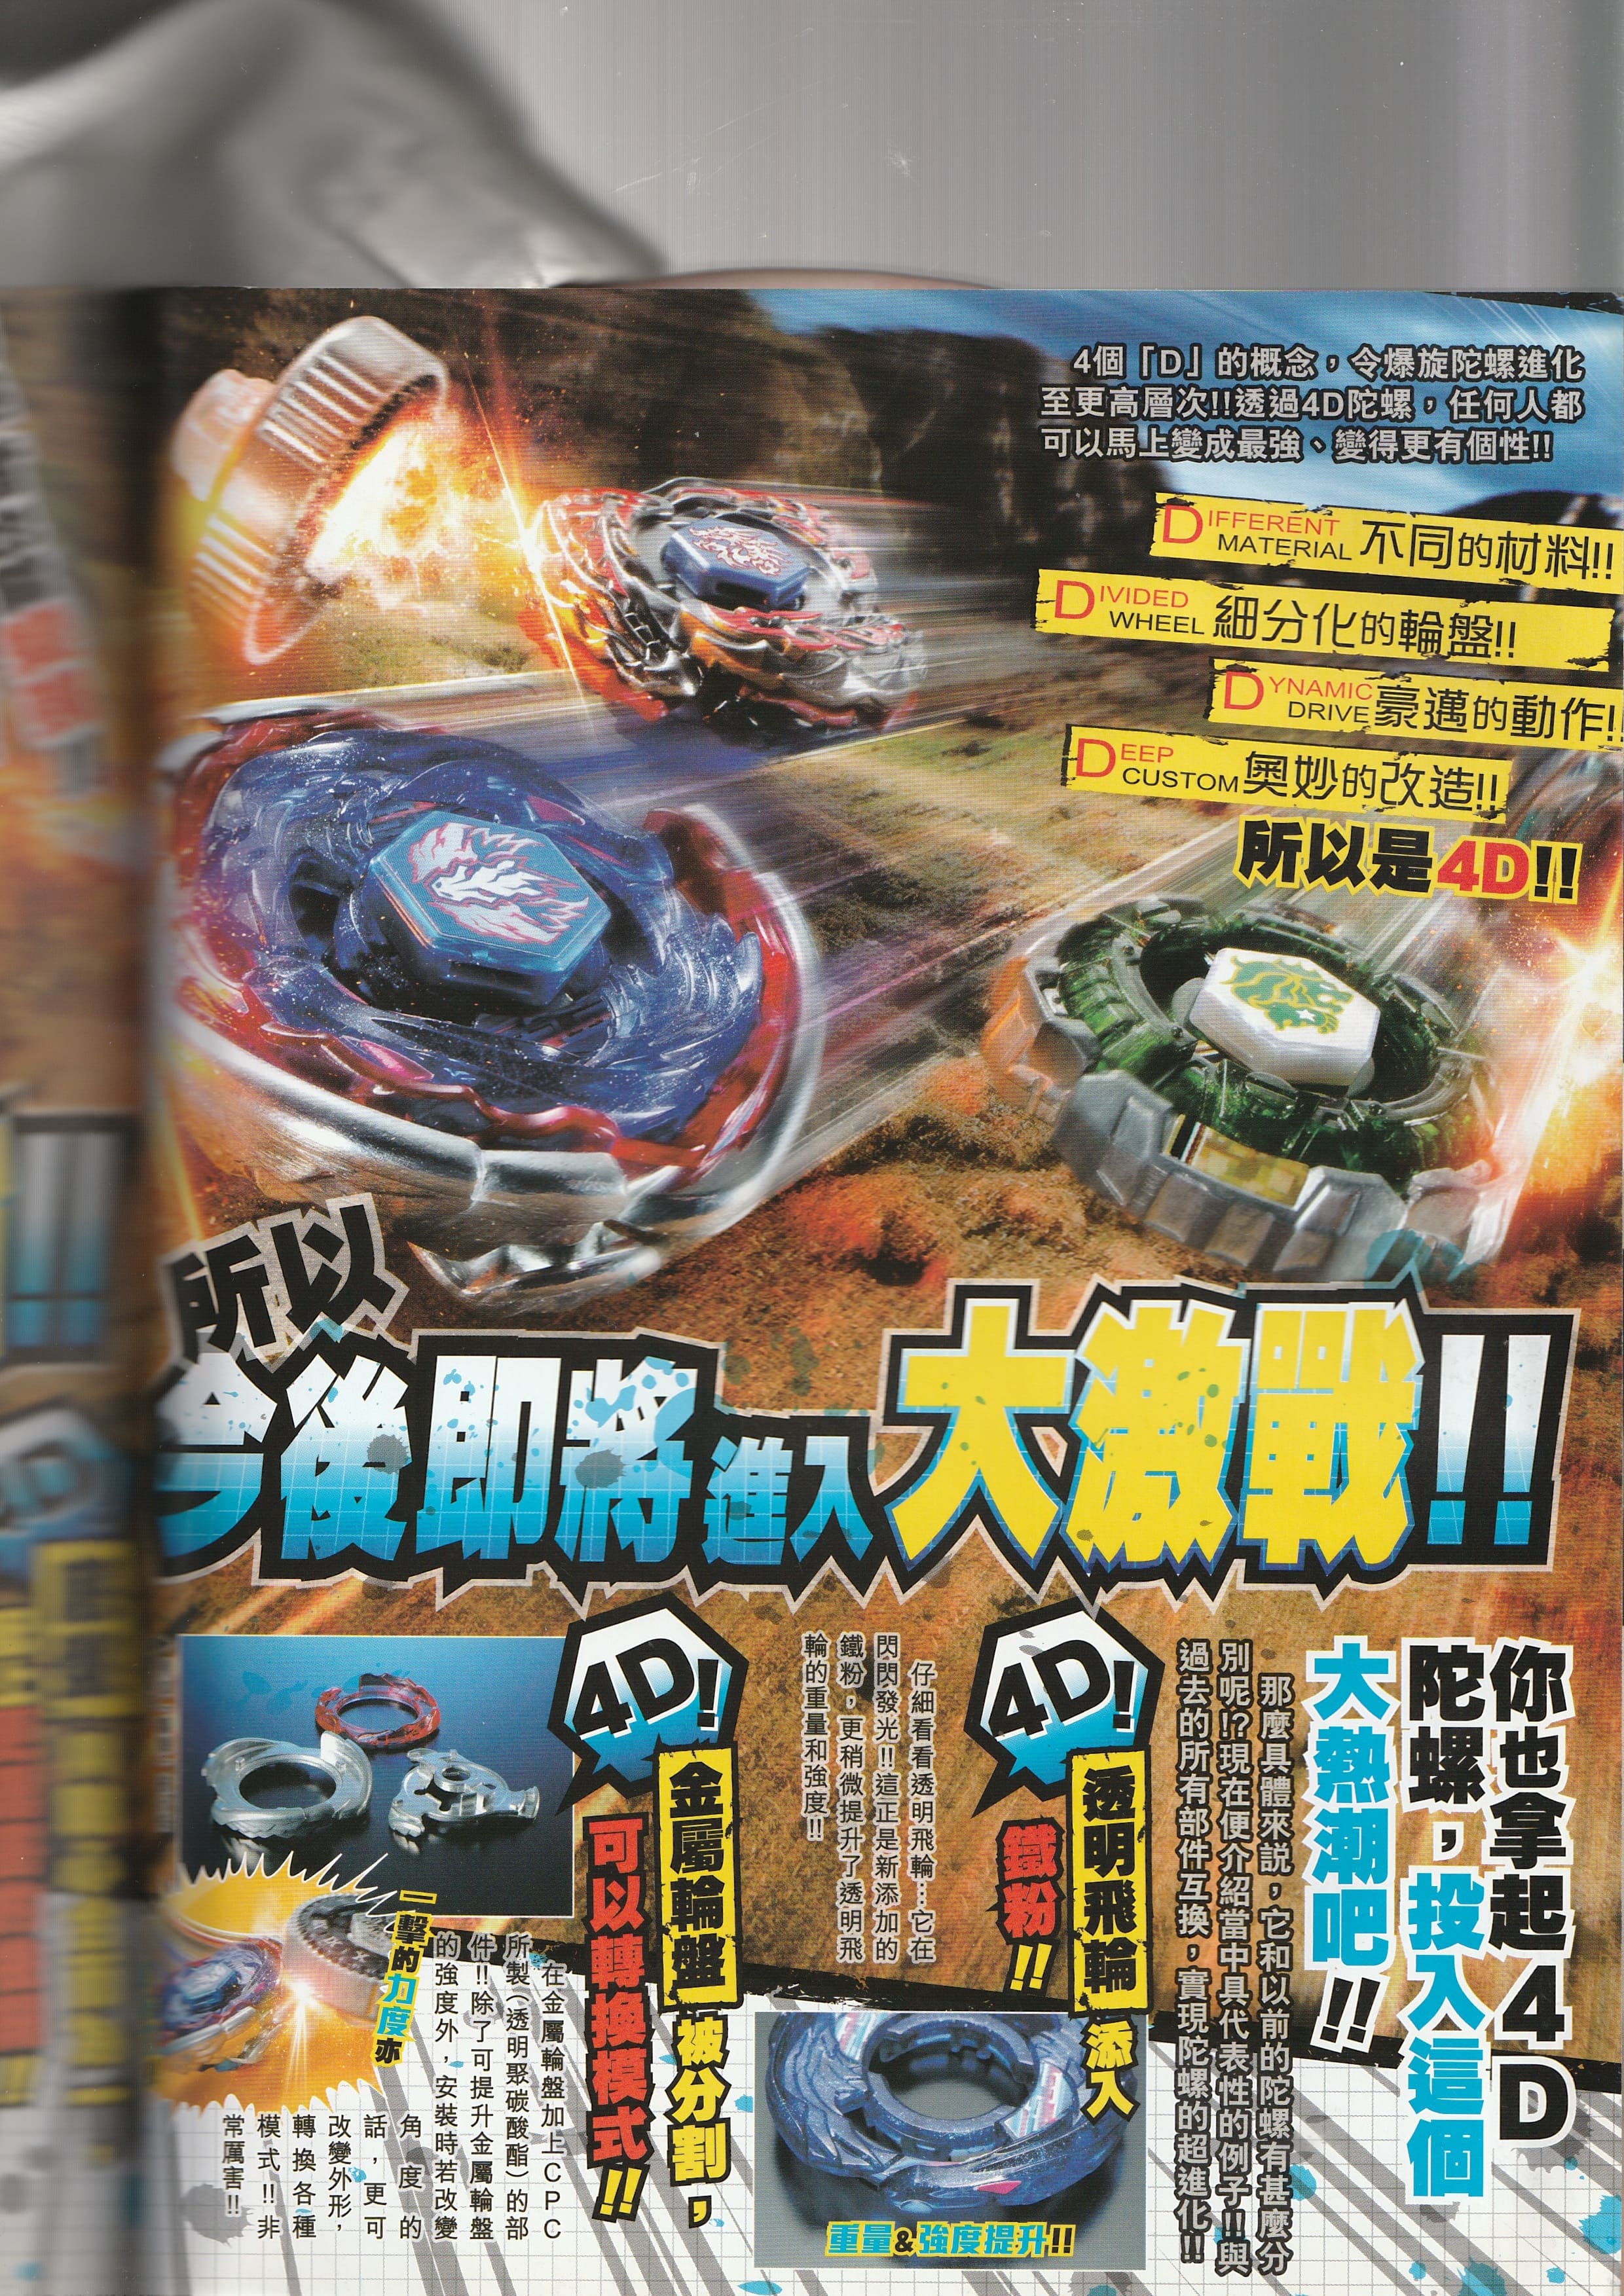 4個「D」的概念，令爆旋陀螺進化
至更高層次!!透過4D陀螺，任何人都
可以馬上變成最強、變得更有個性!!
DIFFERENT
MATERIAL 不同的材料!!
DIVIDED
WHEEL 細分化的輪盤!!
DYNAMIC
DRIVE 豪邁的動作!!
DEEP
CUSTOM 奧妙的改造!!
所以是4D!!
所以
今後即將進入大激戰!!
你也拿起4D
陀螺，投入這個
大熱潮吧!!
那麼具體來説，它和以前的陀螺有甚麼分
別呢!?現在便介紹當中具代表性的例子!!與
過去的所有部件互換，實現陀螺的超進化!!
4D!
透明飛輪添入
鐵粉!!
仔細看看透明飛輪…它在
閃閃發光!!這正是新添加的
鐵粉，更稍微提升了透明飛
輪的重量和強度!!
重量&強度提升!!
4D!
金屬輪盤被分割，
可以轉換模式!!
在金屬輪盤加上CPC
所製（透明聚碳酸酯）的部
件!!除了可提升金屬輪盤
的強度外，安裝時若改變
角度的
話，更可
改變外形，
轉換各種
模式!!非
常厲害!!
一擊的力度亦